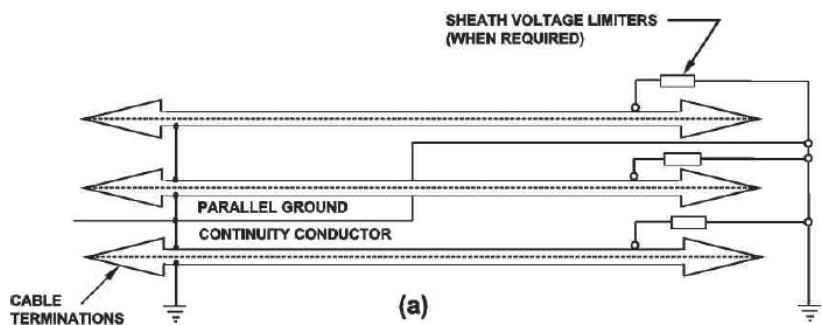 SHEATH VOLTAGE LIMITERS
(WHEN REQUIRED)
PARALLEL GROUND
CONTINUITY CONDUCTOR
CABLE
TERMINATIONS
(a)